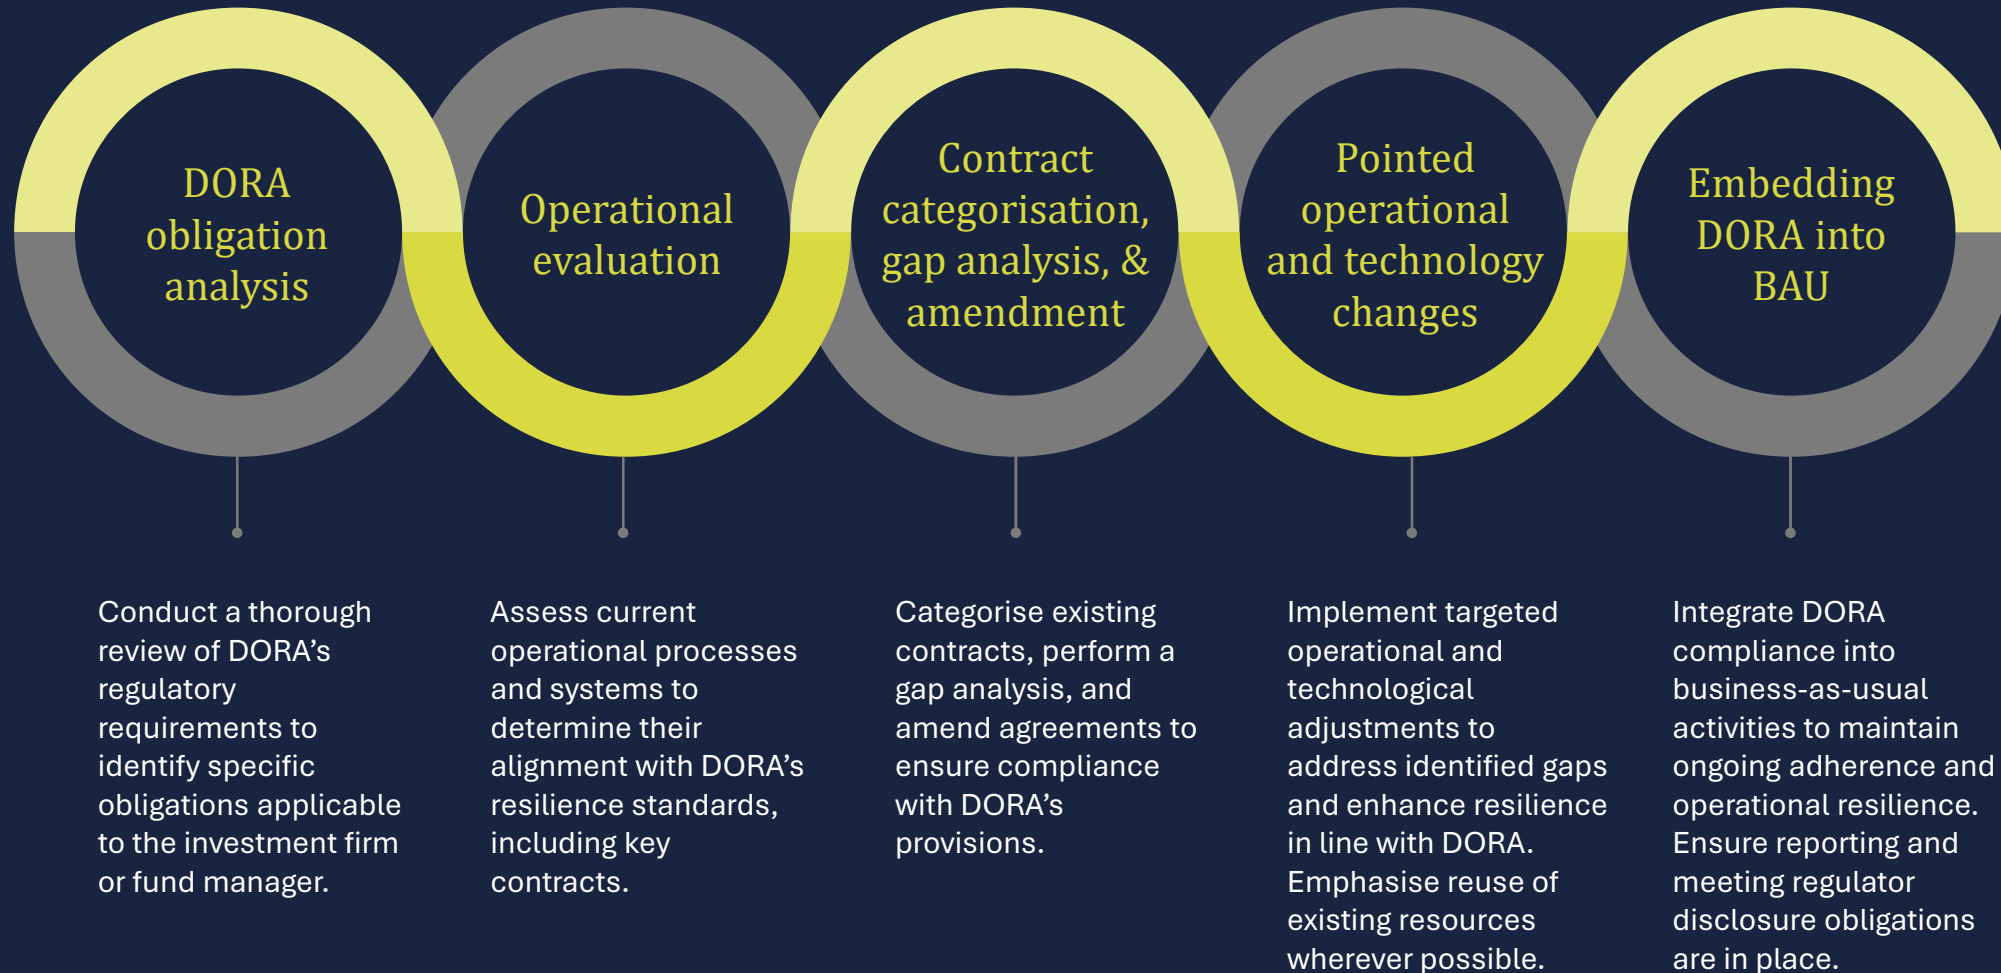 DORA
obligation
analysis
Operational
evaluation
Contract
categorisation,
gap analysis, &
amendment
Pointed
operational
and technology
changes
Embedding
DORA into
BAU
Conduct a thorough
review of DORA’s
regulatory
requirements to
identify specific
obligations applicable
to the investment firm
or fund manager.
Assess current
operational processes
and systems to
determine their
alignment with DORA’s
resilience standards,
including key
contracts.
Categorise existing
contracts, perform a
gap analysis, and
amend agreements to
ensure compliance
with DORA’s
provisions.
Implement targeted
operational and
technological
adjustments to
address identified gaps
and enhance resilience
in line with DORA.
Emphasise reuse of
existing resources
wherever possible.
Integrate DORA
compliance into
business-as-usual
activities to maintain
ongoing adherence and
operational resilience.
Ensure reporting and
meeting regulator
disclosure obligations
are in place.